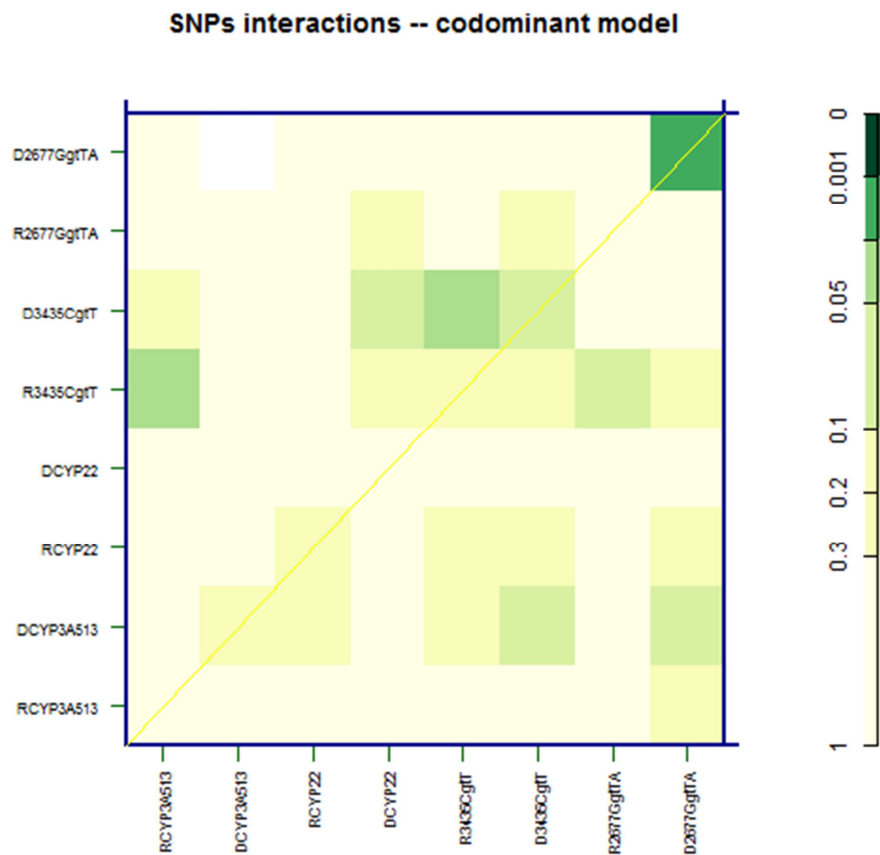 SNPs interactions -- codominant model
D2677GgtTA
R2677GgtTA
D3435CgtT
R3435CgtT
DCYP22
RCYP22
DCYP3A513
RCYP3A513
RCYP3A513
DCYP3A513
RCYP22
DCYP22
R3435CgtT
D3435CgtT
R2677GgtTA
D2677GgtTA
0
0.001
0.05
0.1
0.2
0.3
1